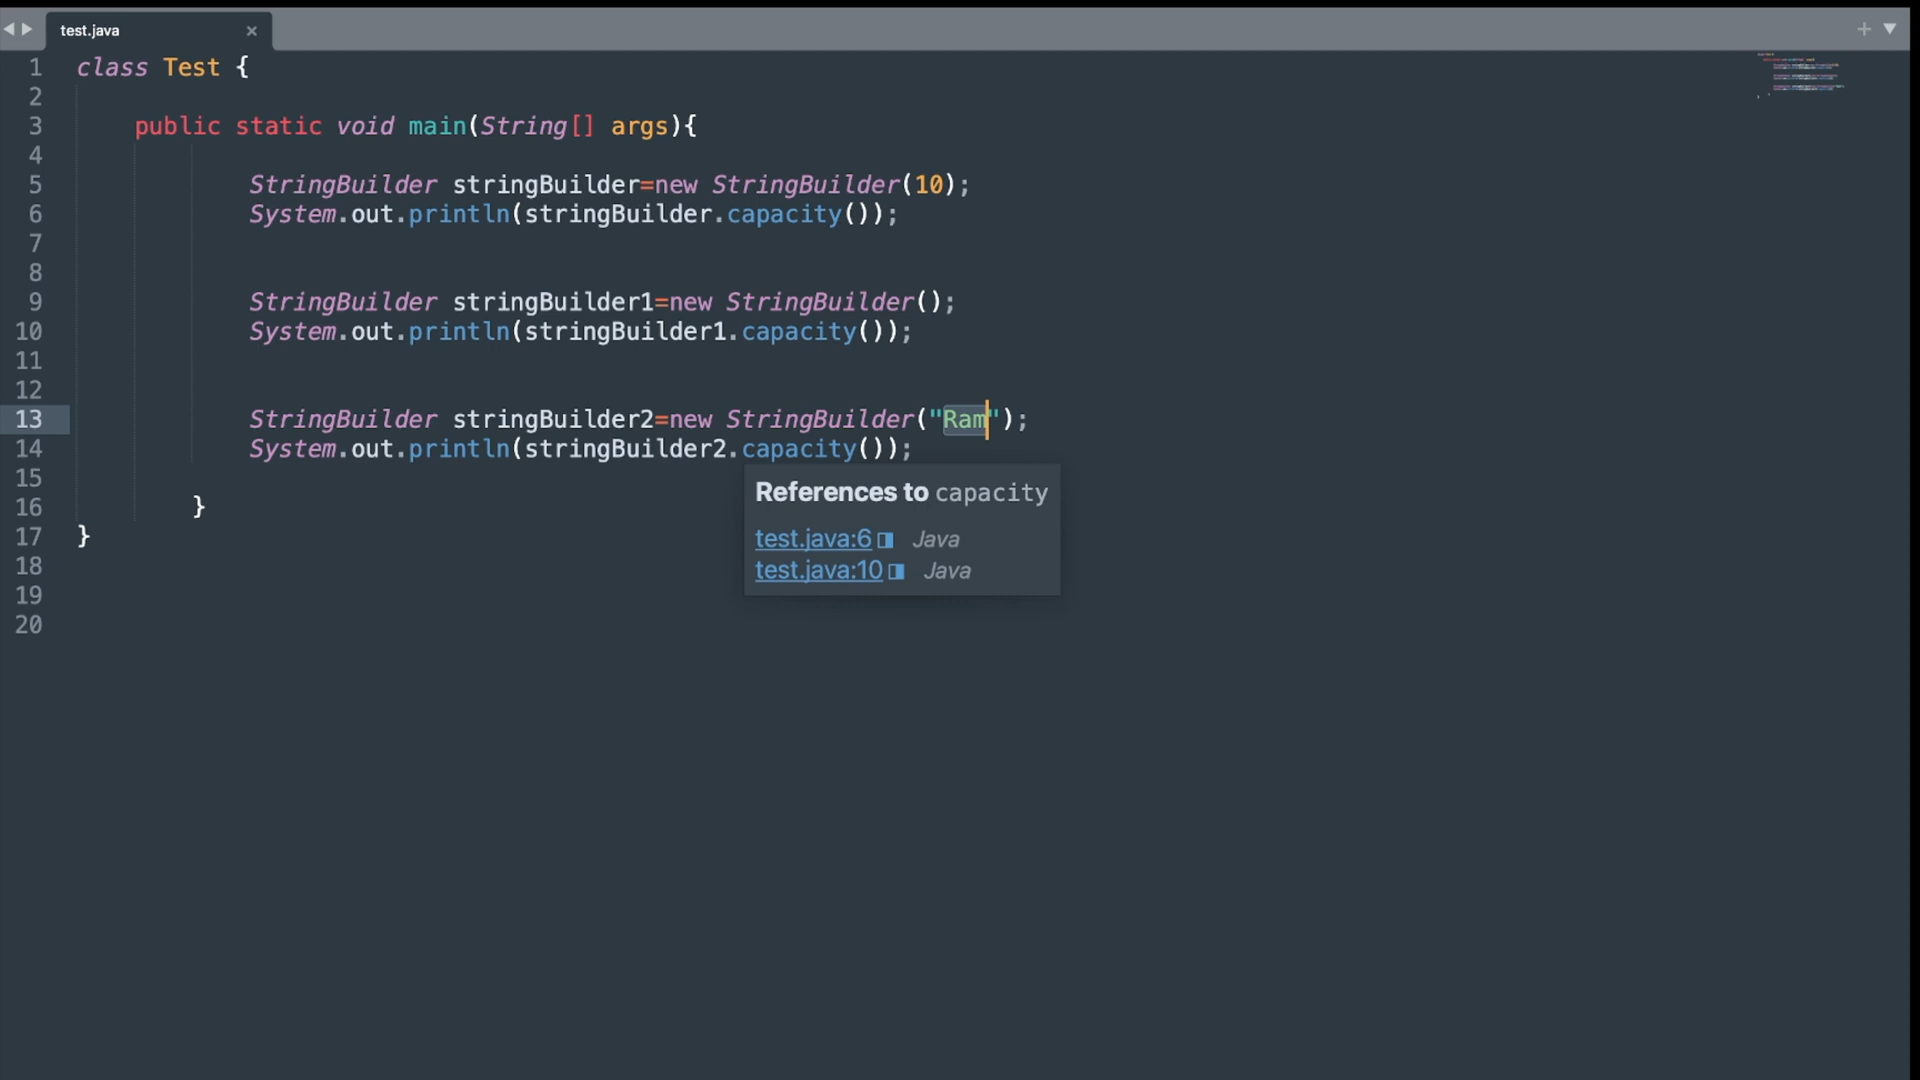 test.java
1 class Test {
2
3 public static void main(String[] args){
4
5 StringBuilder stringBuilder=new StringBuilder(10);
6 System.out.println(stringBuilder.capacity());
7
8
9 StringBuilder stringBuilder1=new StringBuilder();
10 System.out.println(stringBuilder1.capacity());
11
12
13 StringBuilder stringBuilder2=new StringBuilder("Ram");
14 System.out.println(stringBuilder2.capacity());
15
16 }
17 }
18
19
20
References to capacity
test.java:6 Java
test.java:10 Java